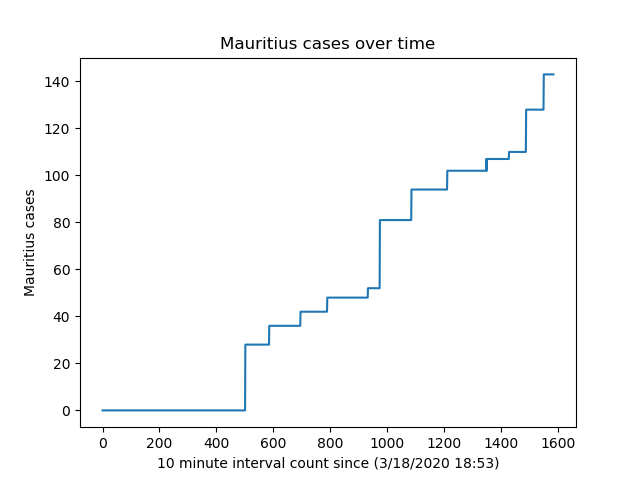 Mauritius cases over time
Mauritius cases
140
120
100
80
60
40
20
0
0 200 400 600 800 1000 1200 1400 1600
10 minute interval count since (3/18/2020 18:53)